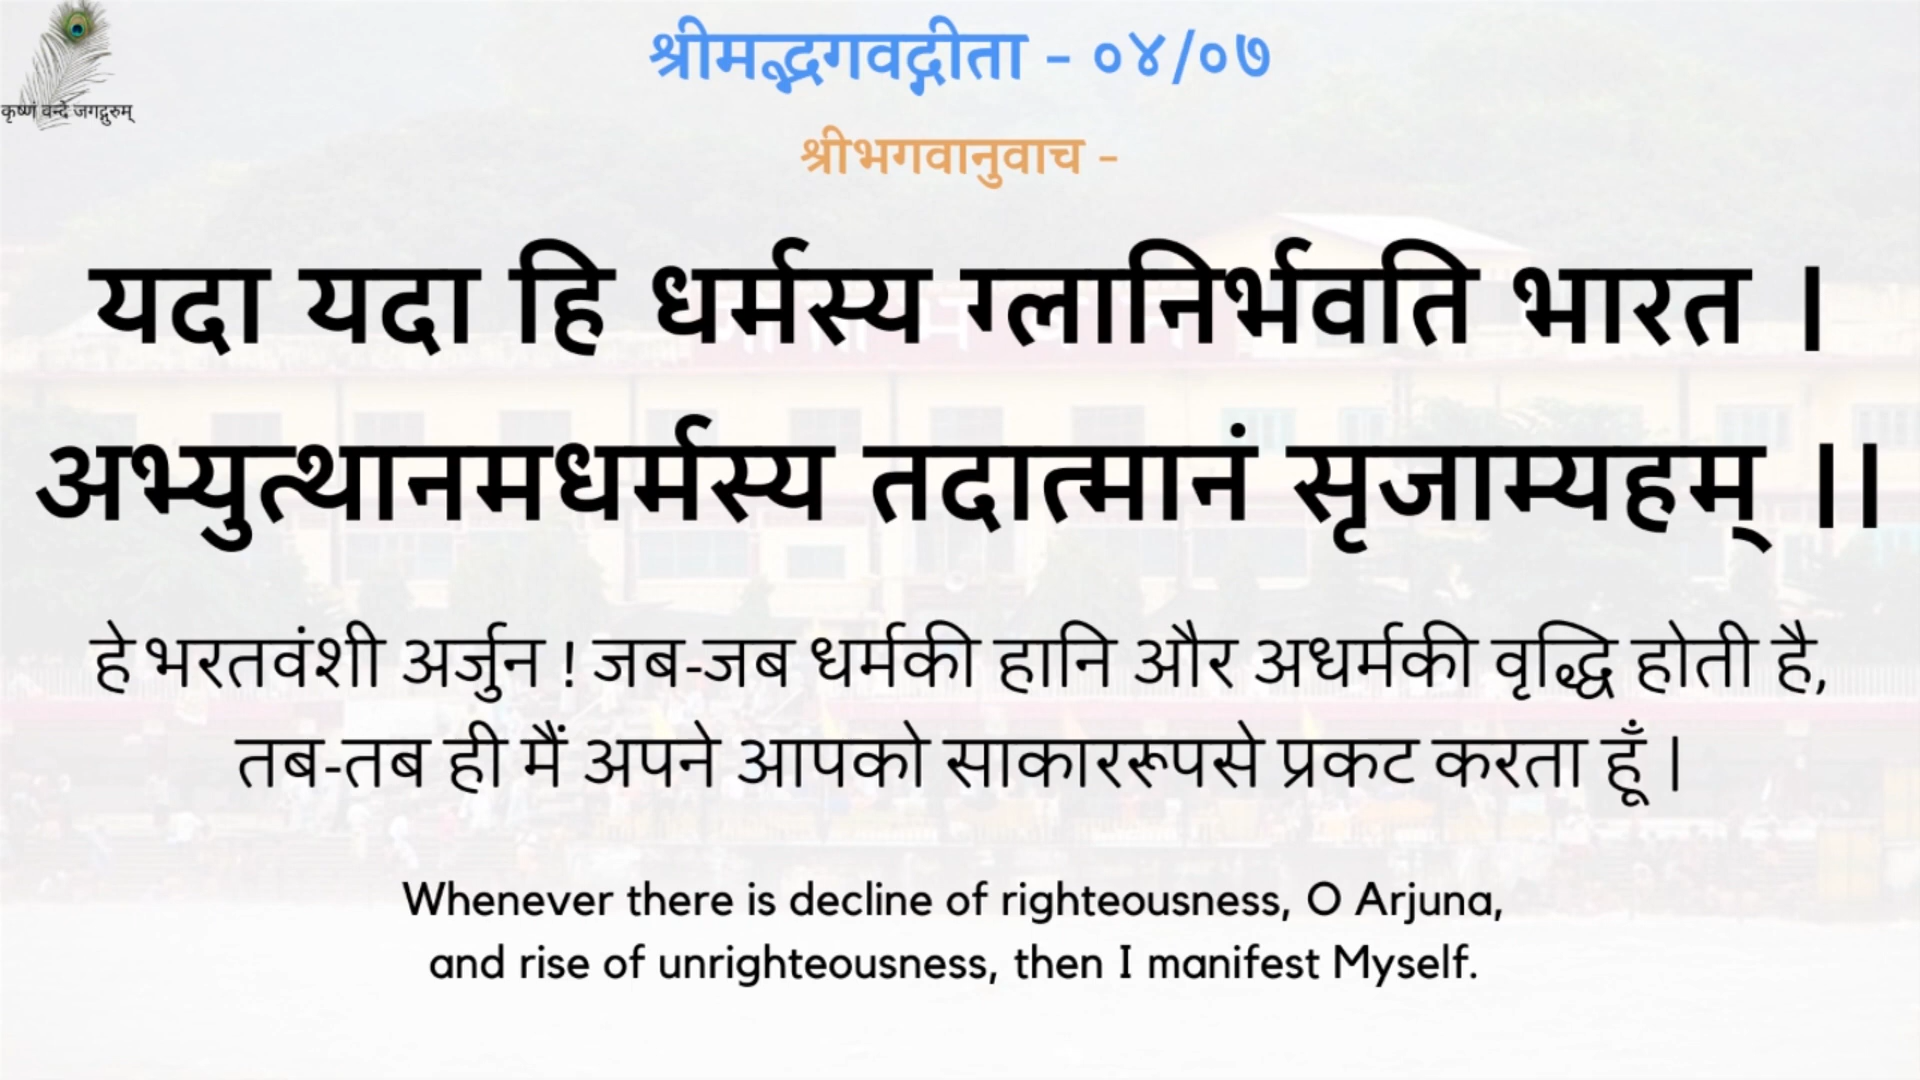 श्रीमद्भगवद्गीता - ०४/०७
कृष्णं वन्दे जगद्गुरुम्
श्रीभगवानुवाच -
यदा यदा हि धर्मस्य ग्लानिर्भवति भारत ।
अभ्युत्थानमधर्मस्य तदात्मानं सृजाम्यहम् ।।
हे भरतवंशी अर्जुन ! जब-जब धर्मकी हानि और अधर्मकी वृद्धि होती है,
तब-तब ही मैं अपने आपको साकाररूपसे प्रकट करता हूँ |
Whenever there is decline of righteousness, O Arjuna,
and rise of unrighteousness, then I manifest Myself.